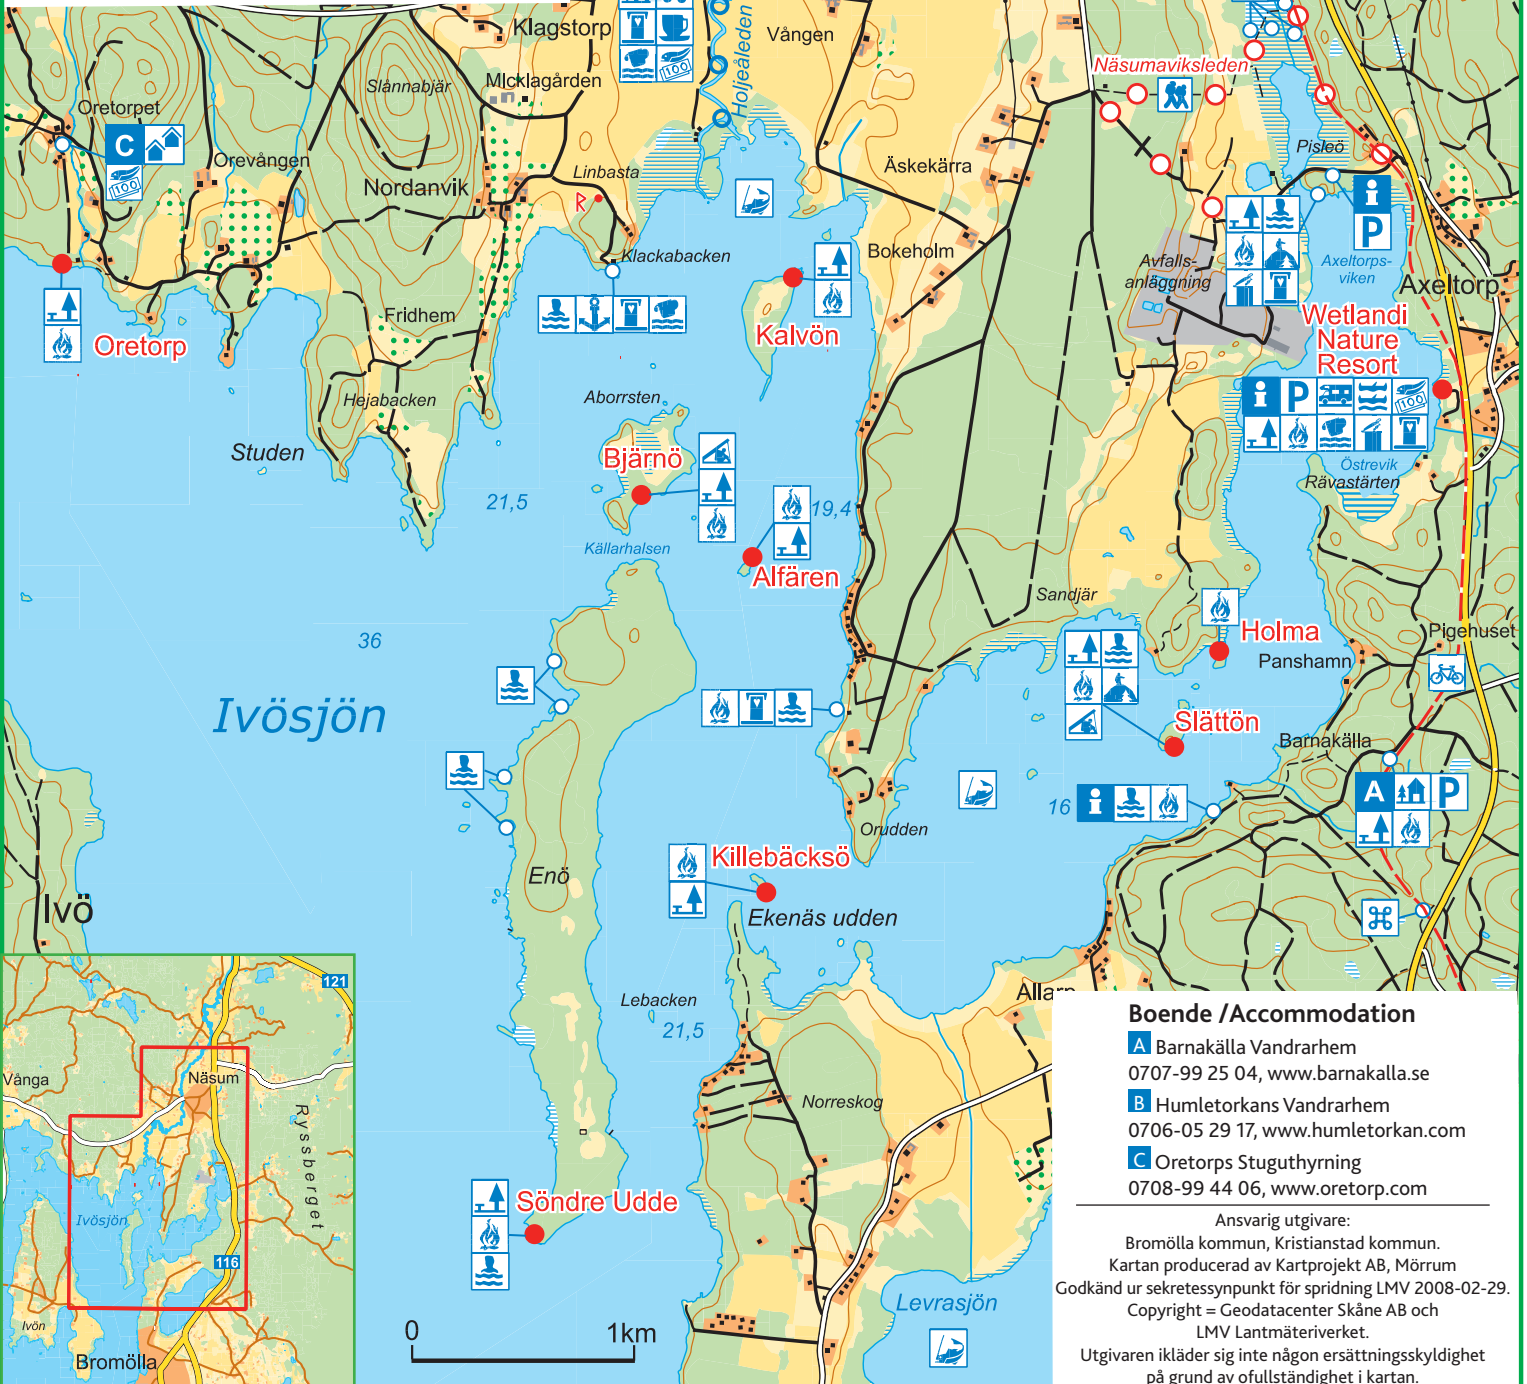 Klagstorp
Vången
Holjeåleden
Micklagården
Slånnabjär
Näsumaviksleden
Oretorpet
C
100
Orevången
Nordanvik
Linbasta
R
Äskekärra
Pisleö
i
P
Klackabacken
Bokeholm
Avfalls-
anläggning
Axeltorps-
viken
Axeltorp
Fridhem
Oretorp
Kalvön
Wetlandi
Nature
Resort
i P
100
100
Hejabacken
Aborrsten
Studen
Bjärnö
Östrevik
Rävastärten
21,5
19,4
Källarhalsen
Alfären
Sandjär
36
Holma
Panshamn
Pigehuset
Ivösjön
Slättön
Barnakälla
16
i
A P
Orudden
Enö
Killebäcksö
Ivö
Ekenäs udden
⌘
Lebacken
21,5
Allarp
121
Vånga
Näsum
Ryssberget
Ivösjön
116
Ivön
Bromölla
Norreskog
Söndre Udde
Levrasjön
0 1km
Boende /Accommodation
A Barnakälla Vandrarhem
0707-99 25 04, www.barnakalla.se
B Humletorkans Vandrarhem
0706-05 29 17, www.humletorkan.com
C Oretorps Stuguthyrning
0708-99 44 06, www.oretorp.com
Ansvarig utgivare:
Bromölla kommun, Kristianstad kommun.
Kartan producerad av Kartprojekt AB, Mörrum
Godkänd ur sekretessynpunkt för spridning LMV 2008-02-29.
Copyright = Geodatacenter Skåne AB och
LMV Lantmäteriverket.
Utgivaren ikläder sig inte någon ersättningsskyldighet
på grund av ofullständighet i kartan.